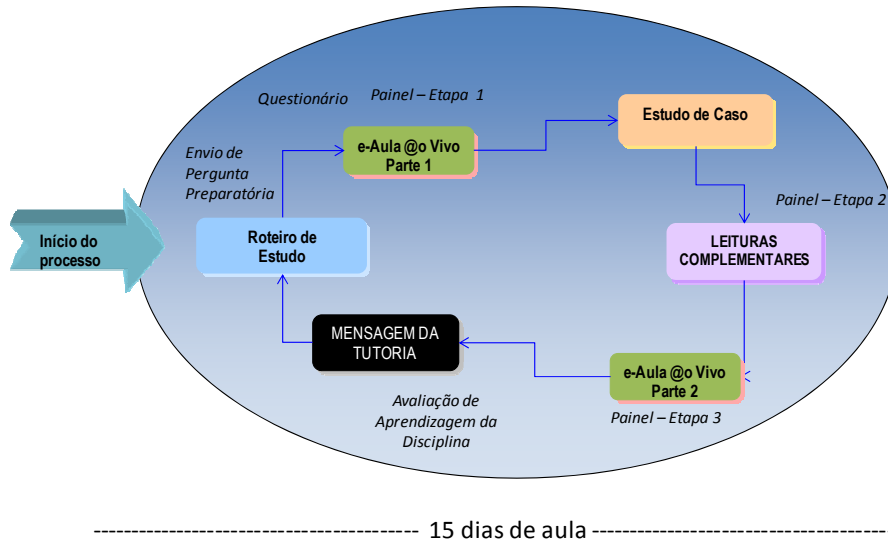 Questionário
Painel – Etapa 1
Estudo de Caso
e-Aula @o Vivo
Parte 1
Envio de
Pergunta
Preparatória
Painel – Etapa 2
Início do
processo
Roteiro de
Estudo
LEITURAS
COMPLEMENTARES
MENSAGEM DA
TUTORIA
e-Aula @o Vivo
Parte 2
Painel – Etapa 3
Avaliação de
Aprendizagem da
Disciplina
15 dias de aula